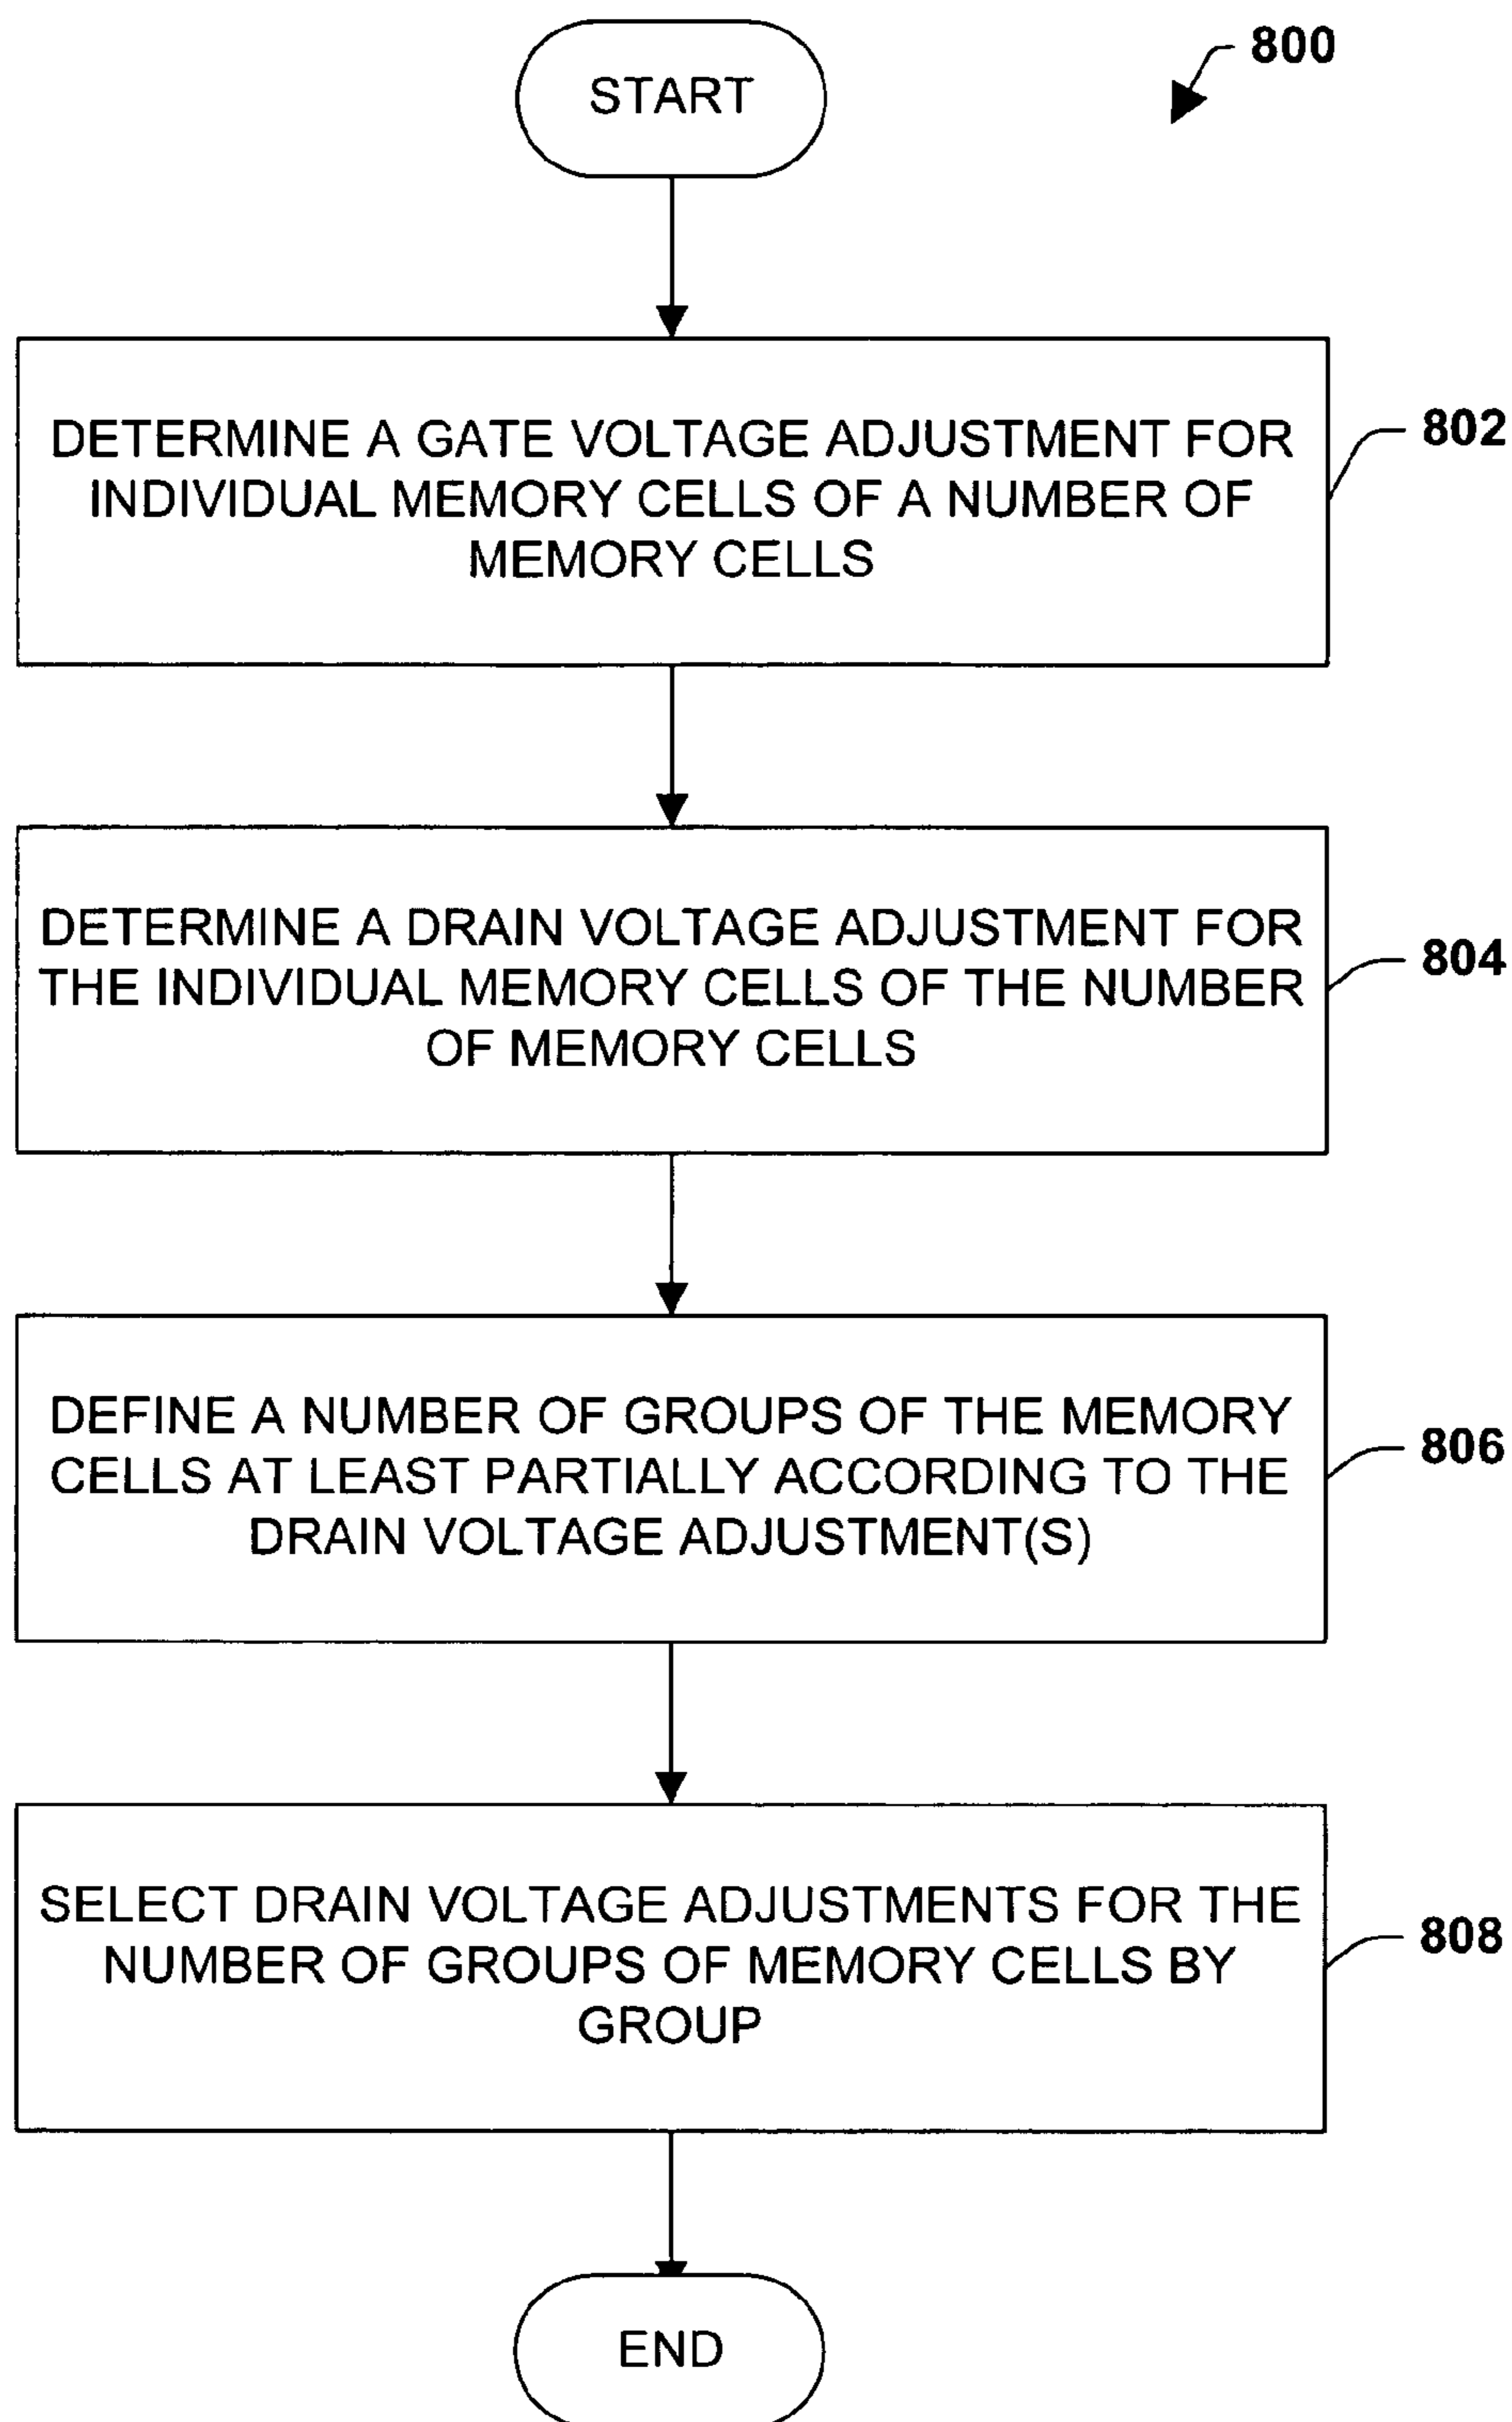 START
800
DETERMINE A GATE VOLTAGE ADJUSTMENT FOR
INDIVIDUAL MEMORY CELLS OF A NUMBER OF
MEMORY CELLS
802
DETERMINE A DRAIN VOLTAGE ADJUSTMENT FOR
THE INDIVIDUAL MEMORY CELLS OF THE NUMBER
OF MEMORY CELLS
804
DEFINE A NUMBER OF GROUPS OF THE MEMORY
CELLS AT LEAST PARTIALLY ACCORDING TO THE
DRAIN VOLTAGE ADJUSTMENT(S)
806
SELECT DRAIN VOLTAGE ADJUSTMENTS FOR THE
NUMBER OF GROUPS OF MEMORY CELLS BY
GROUP
808
END